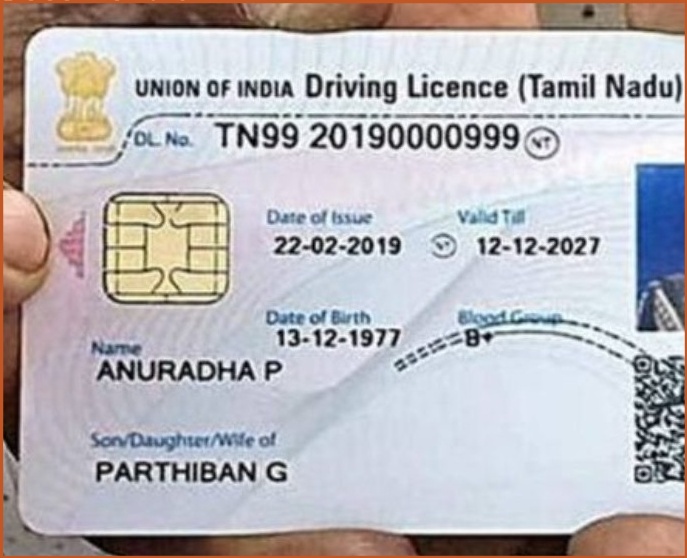 UNION OF INDIA Driving Licence (Tamil Nadu)
DL. No. TN99 20190000999 NT
Date of Issue Valid Till
22-02-2019 NT 12-12-2027
Date of Birth Blood Group
13-12-1977 B+
Name
ANURADHA P
Son/Daughter/Wife of
PARTHIBAN G